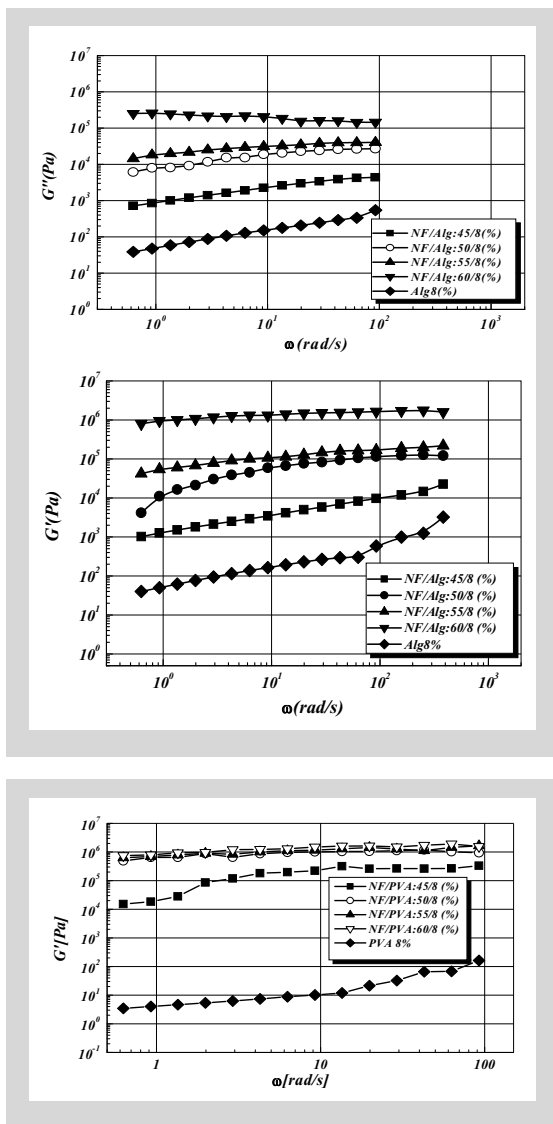 10^7
10^6
10^5
10^4
10^3
10^2
10^1
10^0
G''(Pa)
NF/Alg:45/8(%)
NF/Alg:50/8(%)
NF/Alg:55/8(%)
NF/Alg:60/8(%)
Alg8(%)
10^0 10^1 10^2 10^3
ω(rad/s)
10^7
10^6
10^5
10^4
10^3
10^2
10^1
10^0
G'(Pa)
NF/Alg:45/8 (%)
NF/Alg:50/8 (%)
NF/Alg:55/8 (%)
NF/Alg:60/8 (%)
Alg8%
10^0 10^1 10^2 10^3
ω(rad/s)
10^7
10^6
10^5
10^4
10^3
10^2
10^1
10^0
10^-1
G'[Pa]
NF/PVA:45/8 (%)
NF/PVA:50/8 (%)
NF/PVA:55/8 (%)
NF/PVA:60/8 (%)
PVA 8%
1 10 100
ω[rad/s]